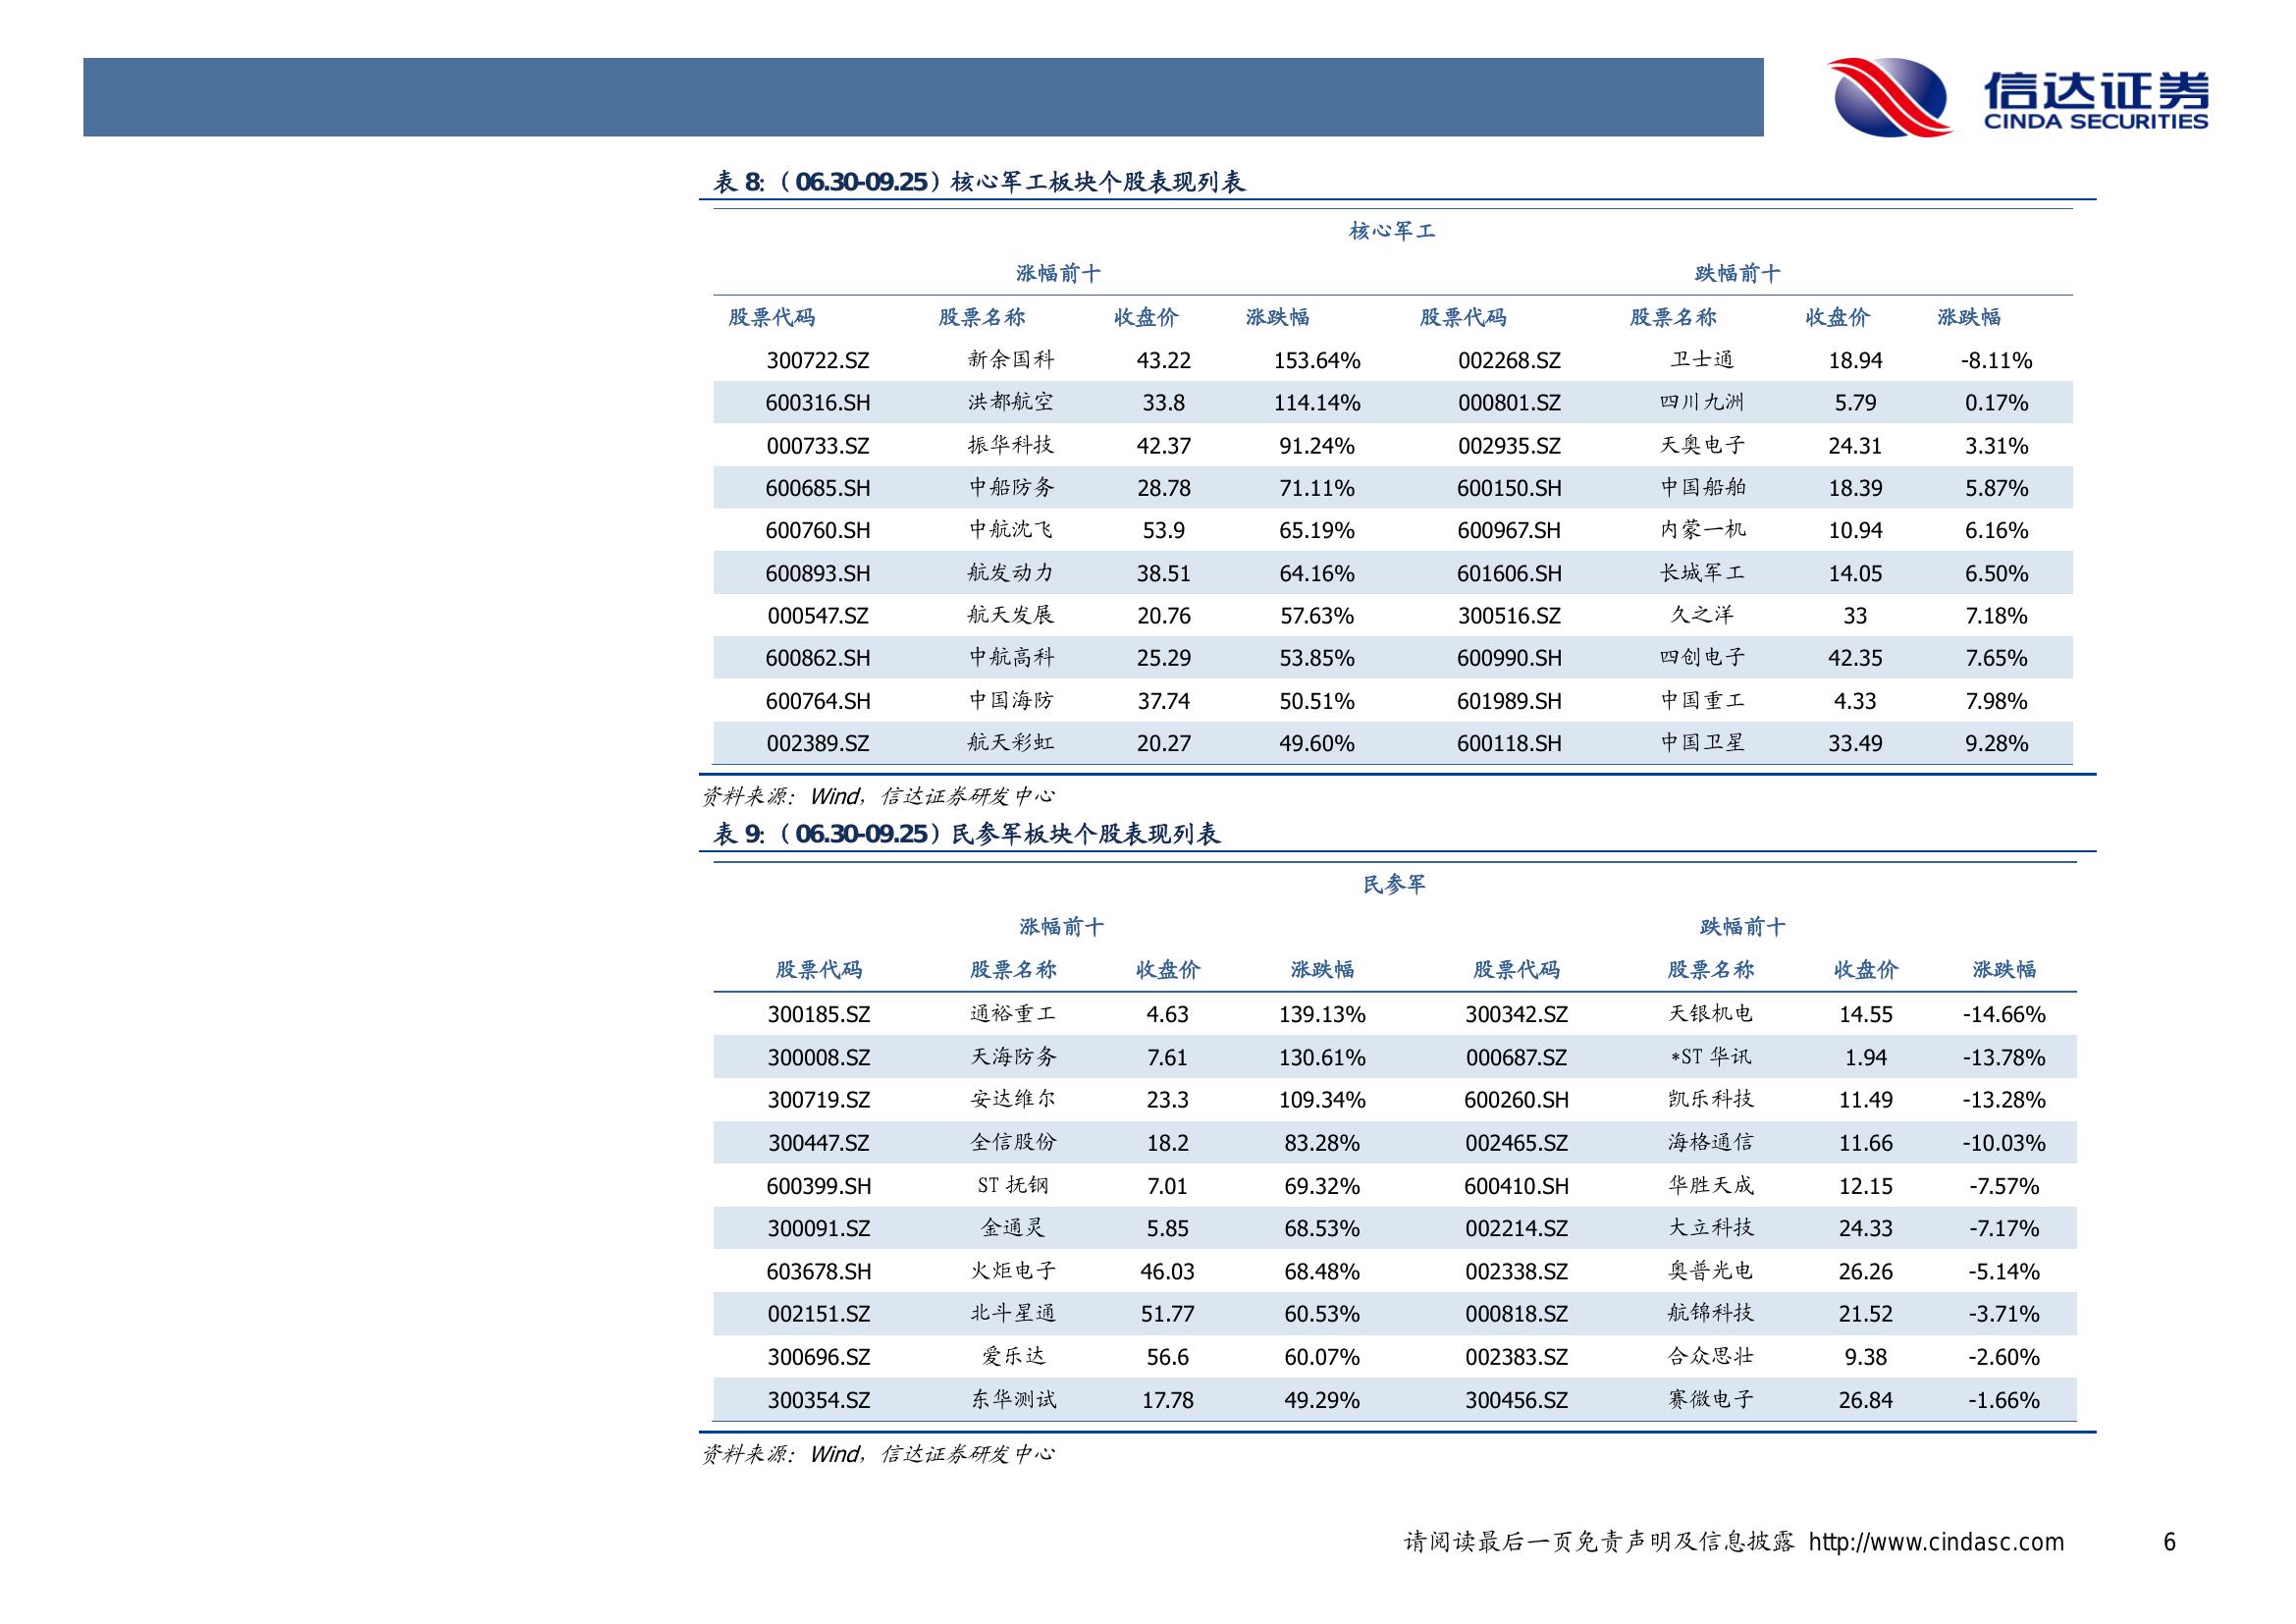 信达证券
CINDA SECURITIES
表 8:（06.30-09.25）核心军工板块个股表现列表
核心军工
涨幅前十 跌幅前十
股票代码 股票名称 收盘价 涨跌幅 股票代码 股票名称 收盘价 涨跌幅
300722.SZ 新余国科 43.22 153.64% 002268.SZ 卫士通 18.94 -8.11%
600316.SH 洪都航空 33.8 114.14% 000801.SZ 四川九洲 5.79 0.17%
000733.SZ 振华科技 42.37 91.24% 002935.SZ 天奥电子 24.31 3.31%
600685.SH 中船防务 28.78 71.11% 600150.SH 中国船舶 18.39 5.87%
600760.SH 中航沈飞 53.9 65.19% 600967.SH 内蒙一机 10.94 6.16%
600893.SH 航发动力 38.51 64.16% 601606.SH 长城军工 14.05 6.50%
000547.SZ 航天发展 20.76 57.63% 300516.SZ 久之洋 33 7.18%
600862.SH 中航高科 25.29 53.85% 600990.SH 四创电子 42.35 7.65%
600764.SH 中国海防 37.74 50.51% 601989.SH 中国重工 4.33 7.98%
002389.SZ 航天彩虹 20.27 49.60% 600118.SH 中国卫星 33.49 9.28%
资料来源：Wind，信达证券研发中心
表 9:（06.30-09.25）民参军板块个股表现列表
民参军
涨幅前十 跌幅前十
股票代码 股票名称 收盘价 涨跌幅 股票代码 股票名称 收盘价 涨跌幅
300185.SZ 通裕重工 4.63 139.13% 300342.SZ 天银机电 14.55 -14.66%
300008.SZ 天海防务 7.61 130.61% 000687.SZ *ST 华讯 1.94 -13.78%
300719.SZ 安达维尔 23.3 109.34% 600260.SH 凯乐科技 11.49 -13.28%
300447.SZ 全信股份 18.2 83.28% 002465.SZ 海格通信 11.66 -10.03%
600399.SH ST 抚钢 7.01 69.32% 600410.SH 华胜天成 12.15 -7.57%
300091.SZ 金通灵 5.85 68.53% 002214.SZ 大立科技 24.33 -7.17%
603678.SH 火炬电子 46.03 68.48% 002338.SZ 奥普光电 26.26 -5.14%
002151.SZ 北斗星通 51.77 60.53% 000818.SZ 航锦科技 21.52 -3.71%
300696.SZ 爱乐达 56.6 60.07% 002383.SZ 合众思壮 9.38 -2.60%
300354.SZ 东华测试 17.78 49.29% 300456.SZ 赛微电子 26.84 -1.66%
资料来源：Wind，信达证券研发中心
请阅读最后一页免责声明及信息披露 http://www.cindasc.com 6